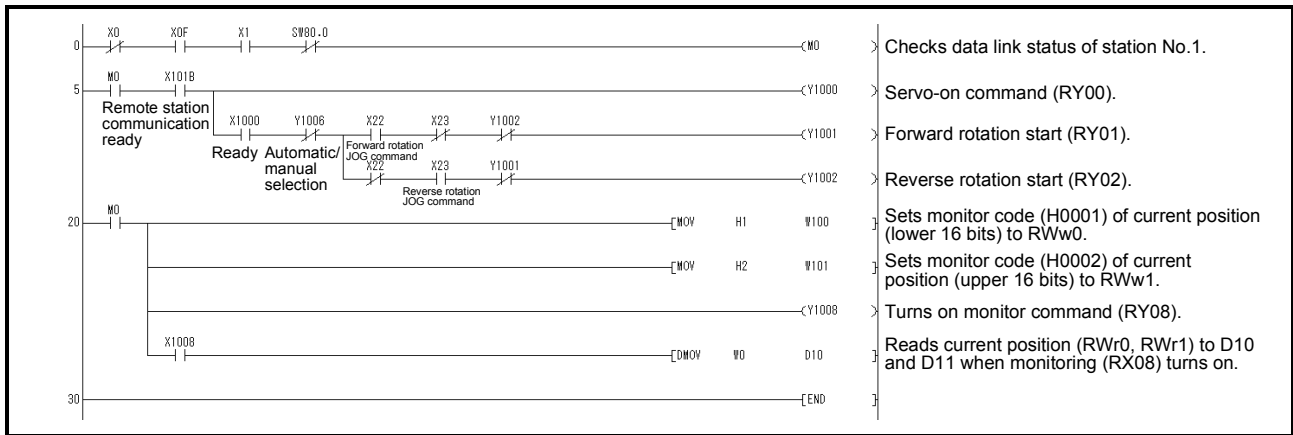 X0 X0F X1 SW80.0
0 (M0 ) Checks data link status of station No.1.
M0 X101B
5 (Y1000 ) Servo-on command (RY00).
Remote station
communication
ready
X1000 Y1006 X22 X23 Y1002
(Y1001 ) Forward rotation start (RY01).
Ready Automatic/
manual
selection
Forward rotation
JOG command
X22 X23 Y1001
(Y1002 ) Reverse rotation start (RY02).
Reverse rotation
JOG command
M0
20 [MOV H1 W100 ] Sets monitor code (H0001) of current position
(lower 16 bits) to RWw0.
[MOV H2 W101 ] Sets monitor code (H0002) of current
position (upper 16 bits) to RWw1.
(Y1008 ) Turns on monitor command (RY08).
X1008
[DMOV W0 D10 ] Reads current position (RWr0, RWr1) to D10
and D11 when monitoring (RX08) turns on.
30 [END ]